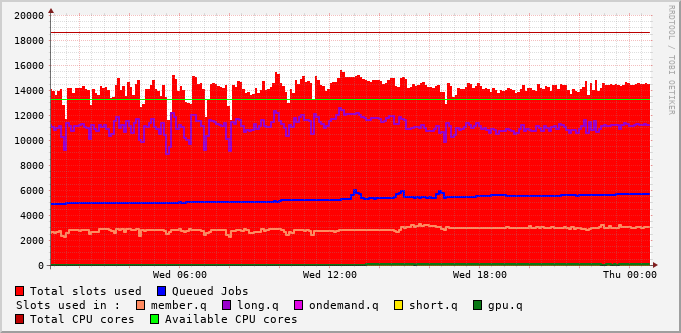 20000
18000
16000
14000
12000
10000
8000
6000
4000
2000
0
Wed 06:00 Wed 12:00 Wed 18:00 Thu 00:00
Total slots used Queued Jobs
Slots used in : member.q long.q ondemand.q short.q gpu.q
Total CPU cores Available CPU cores
RRDTOOL / TOBI OETIKER